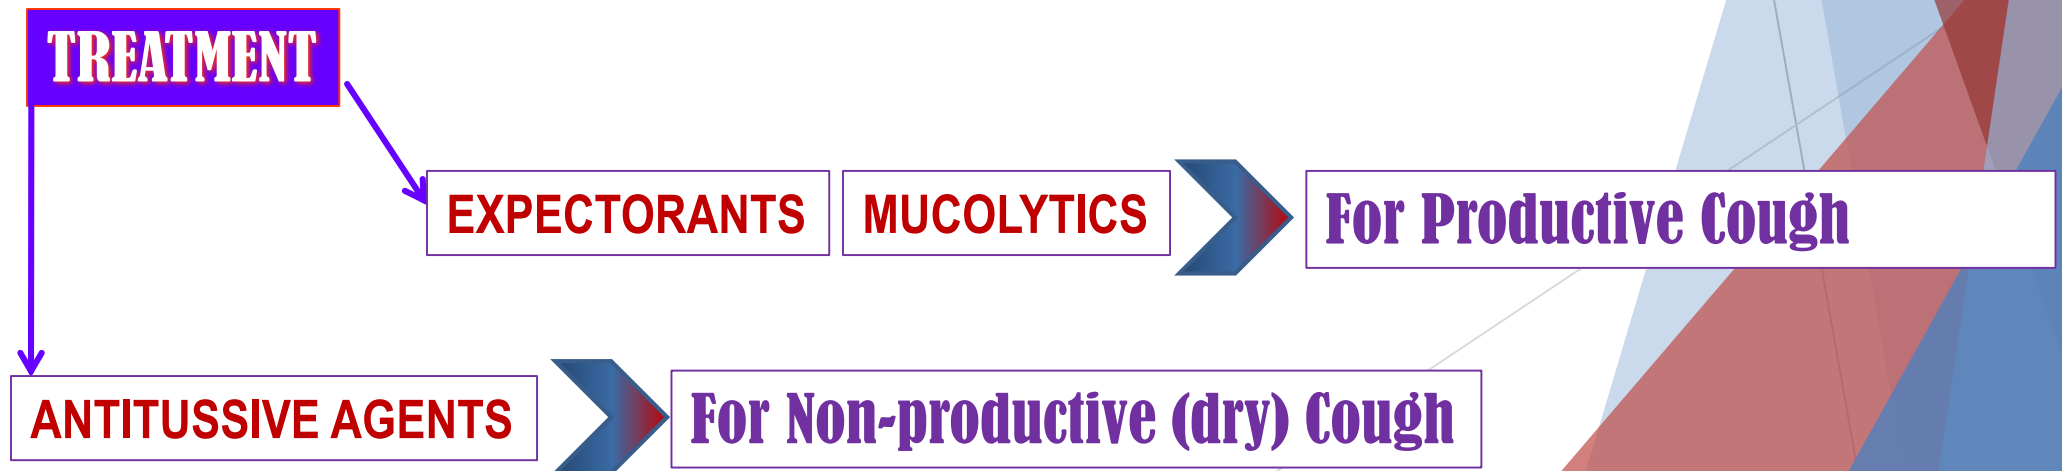 TREATMENT
EXPECTORANTS
MUCOLYTICS
For Productive Cough
ANTITUSSIVE AGENTS
For Non-productive (dry) Cough